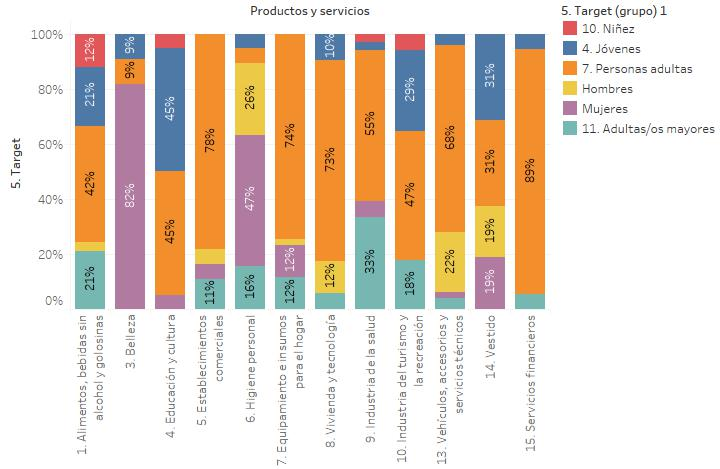 Productos y servicios
5. Target (grupo) 1
10. Niñez
4. Jóvenes
7. Personas adultas
Hombres
Mujeres
11. Adultas/os mayores
5. Target
100%
80%
60%
40%
20%
0%
12%
21%
42%
21%
9%
9%
82%
45%
45%
78%
11%
26%
47%
16%
74%
12%
12%
10%
73%
12%
55%
33%
29%
47%
18%
68%
22%
31%
31%
19%
19%
89%
1. Alimentos, bebidas sin
alcohol y golosinas
3. Belleza
4. Educación y cultura
5. Establecimientos
comerciales
6. Higiene personal
7. Equipamiento e insumos
para el hogar
8. Vivienda y tecnología
9. Industria de la salud
10. Industria del turismo y
la recreación
13. Vehículos, accesorios y
servicios técnicos
14. Vestido
15. Servicios financieros